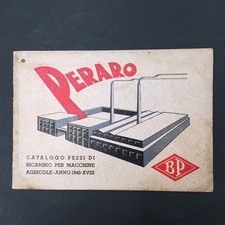 PERARO
CATALOGO PEZZI DI
RICAMBIO PER MACCHINE
AGRICOLE-ANNO 1940-XVIII
BP